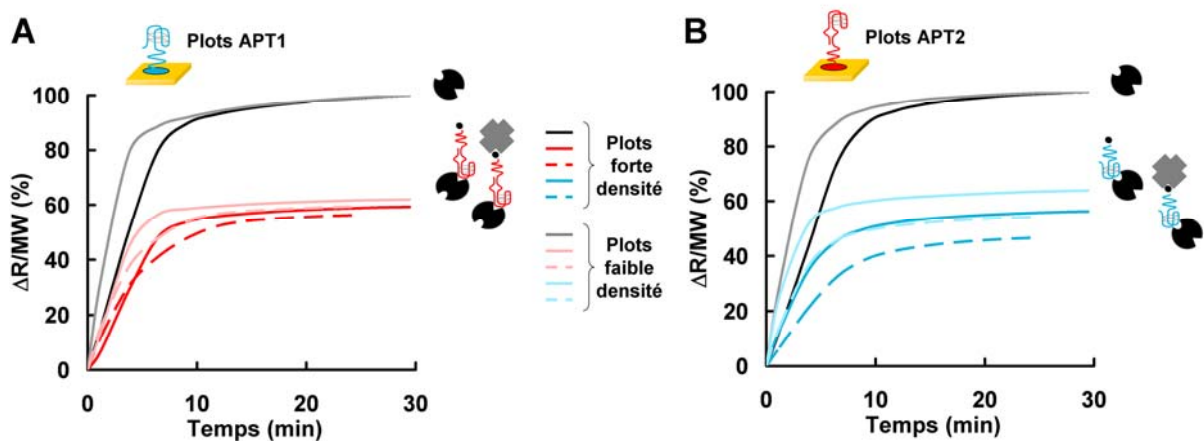 A
Plots APT1
ΔR/MW (%)
100
80
60
40
20
0
0
10
20
30
Temps (min)
Plots
forte
densité
Plots
faible
densité
B
Plots APT2
ΔR/MW (%)
100
80
60
40
20
0
0
10
20
30
Temps (min)